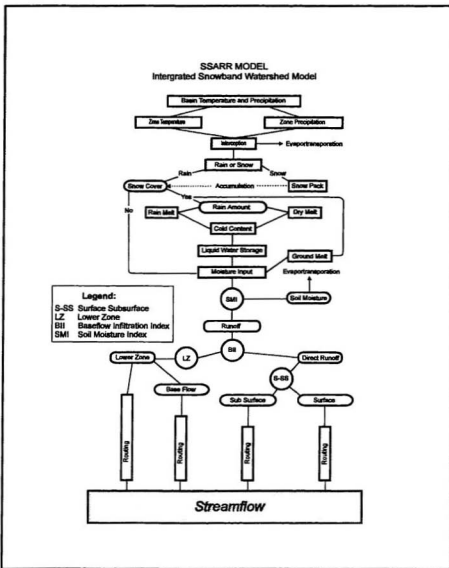 SSARR MODEL
Intergrated Snowband Watershed Model
Basin Temperature and Precipitation
Zone Temperature
Zone Precipitation
Interception
Evaportransporation
Rain
Rain or Snow
Snow
Snow Cover
Accumulation
Snow Pack
No
Yes
Rain Amount
Rain Melt
Dry Melt
Cold Content
Liquid Water Storage
Ground Melt
Moisture Input
Evaportransporation
SMI
Soil Moisture
Legend:
S-SS Surface Subsurface
LZ Lower Zone
BII Baseflow Infiltration Index
SMI Soil Moisture Index
Runoff
BII
Lower Zone
LZ
Direct Runoff
S-SS
Base Flow
Sub Surface
Surface
Routing
Routing
Routing
Routing
Streamflow